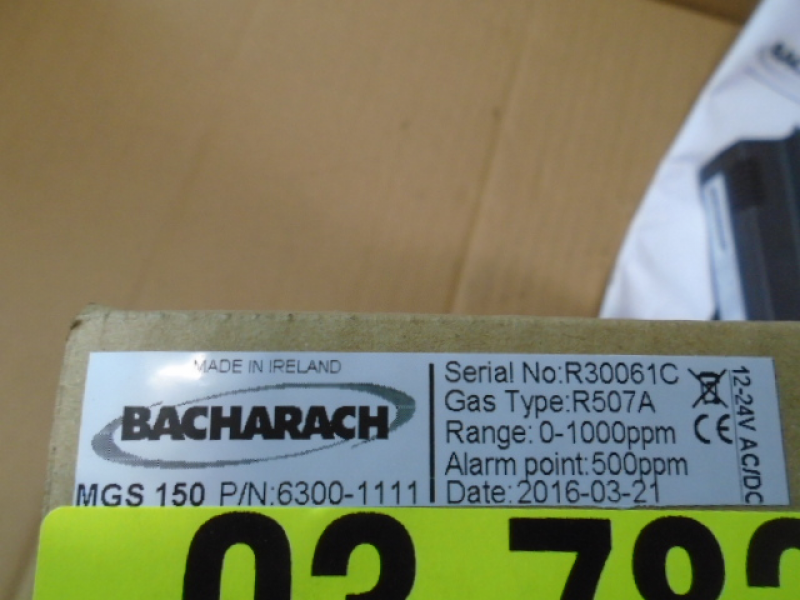 MADE IN IRELAND
BACHARACH
MGS 150 P/N:6300-1111
Serial No:R30061C
Gas Type:R507A
Range: 0-1000ppm
Alarm point:500ppm
Date: 2016-03-21
CE
12-24V AC/DC